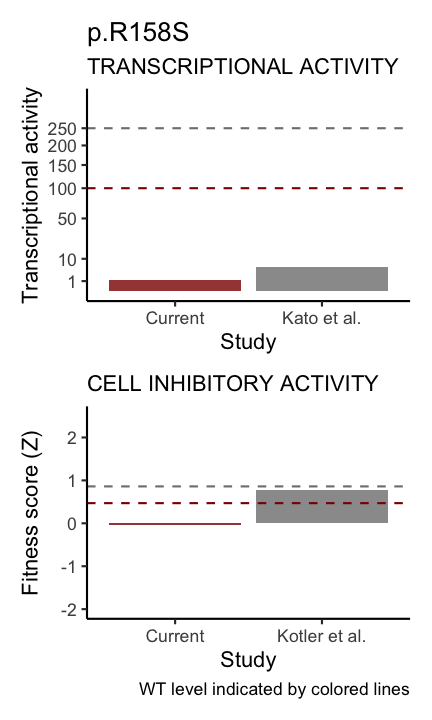 p.R158S
TRANSCRIPTIONAL ACTIVITY
Transcriptional activity
250
200
150
100
50
10
1
Current
Kato et al.
Study
CELL INHIBITORY ACTIVITY
Fitness score (Z)
2
1
0
-1
-2
Current
Kotler et al.
Study
WT level indicated by colored lines